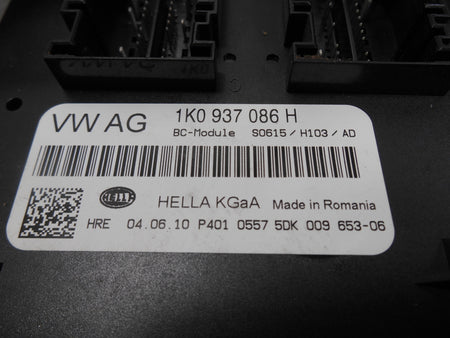 VW AG 1K0 937 086 H
BC-Module S0615 / H103 / AD
HELLA HELLA KGaA Made in Romania
HRE 04.06.10 P401 0557 5DK 009 653-06